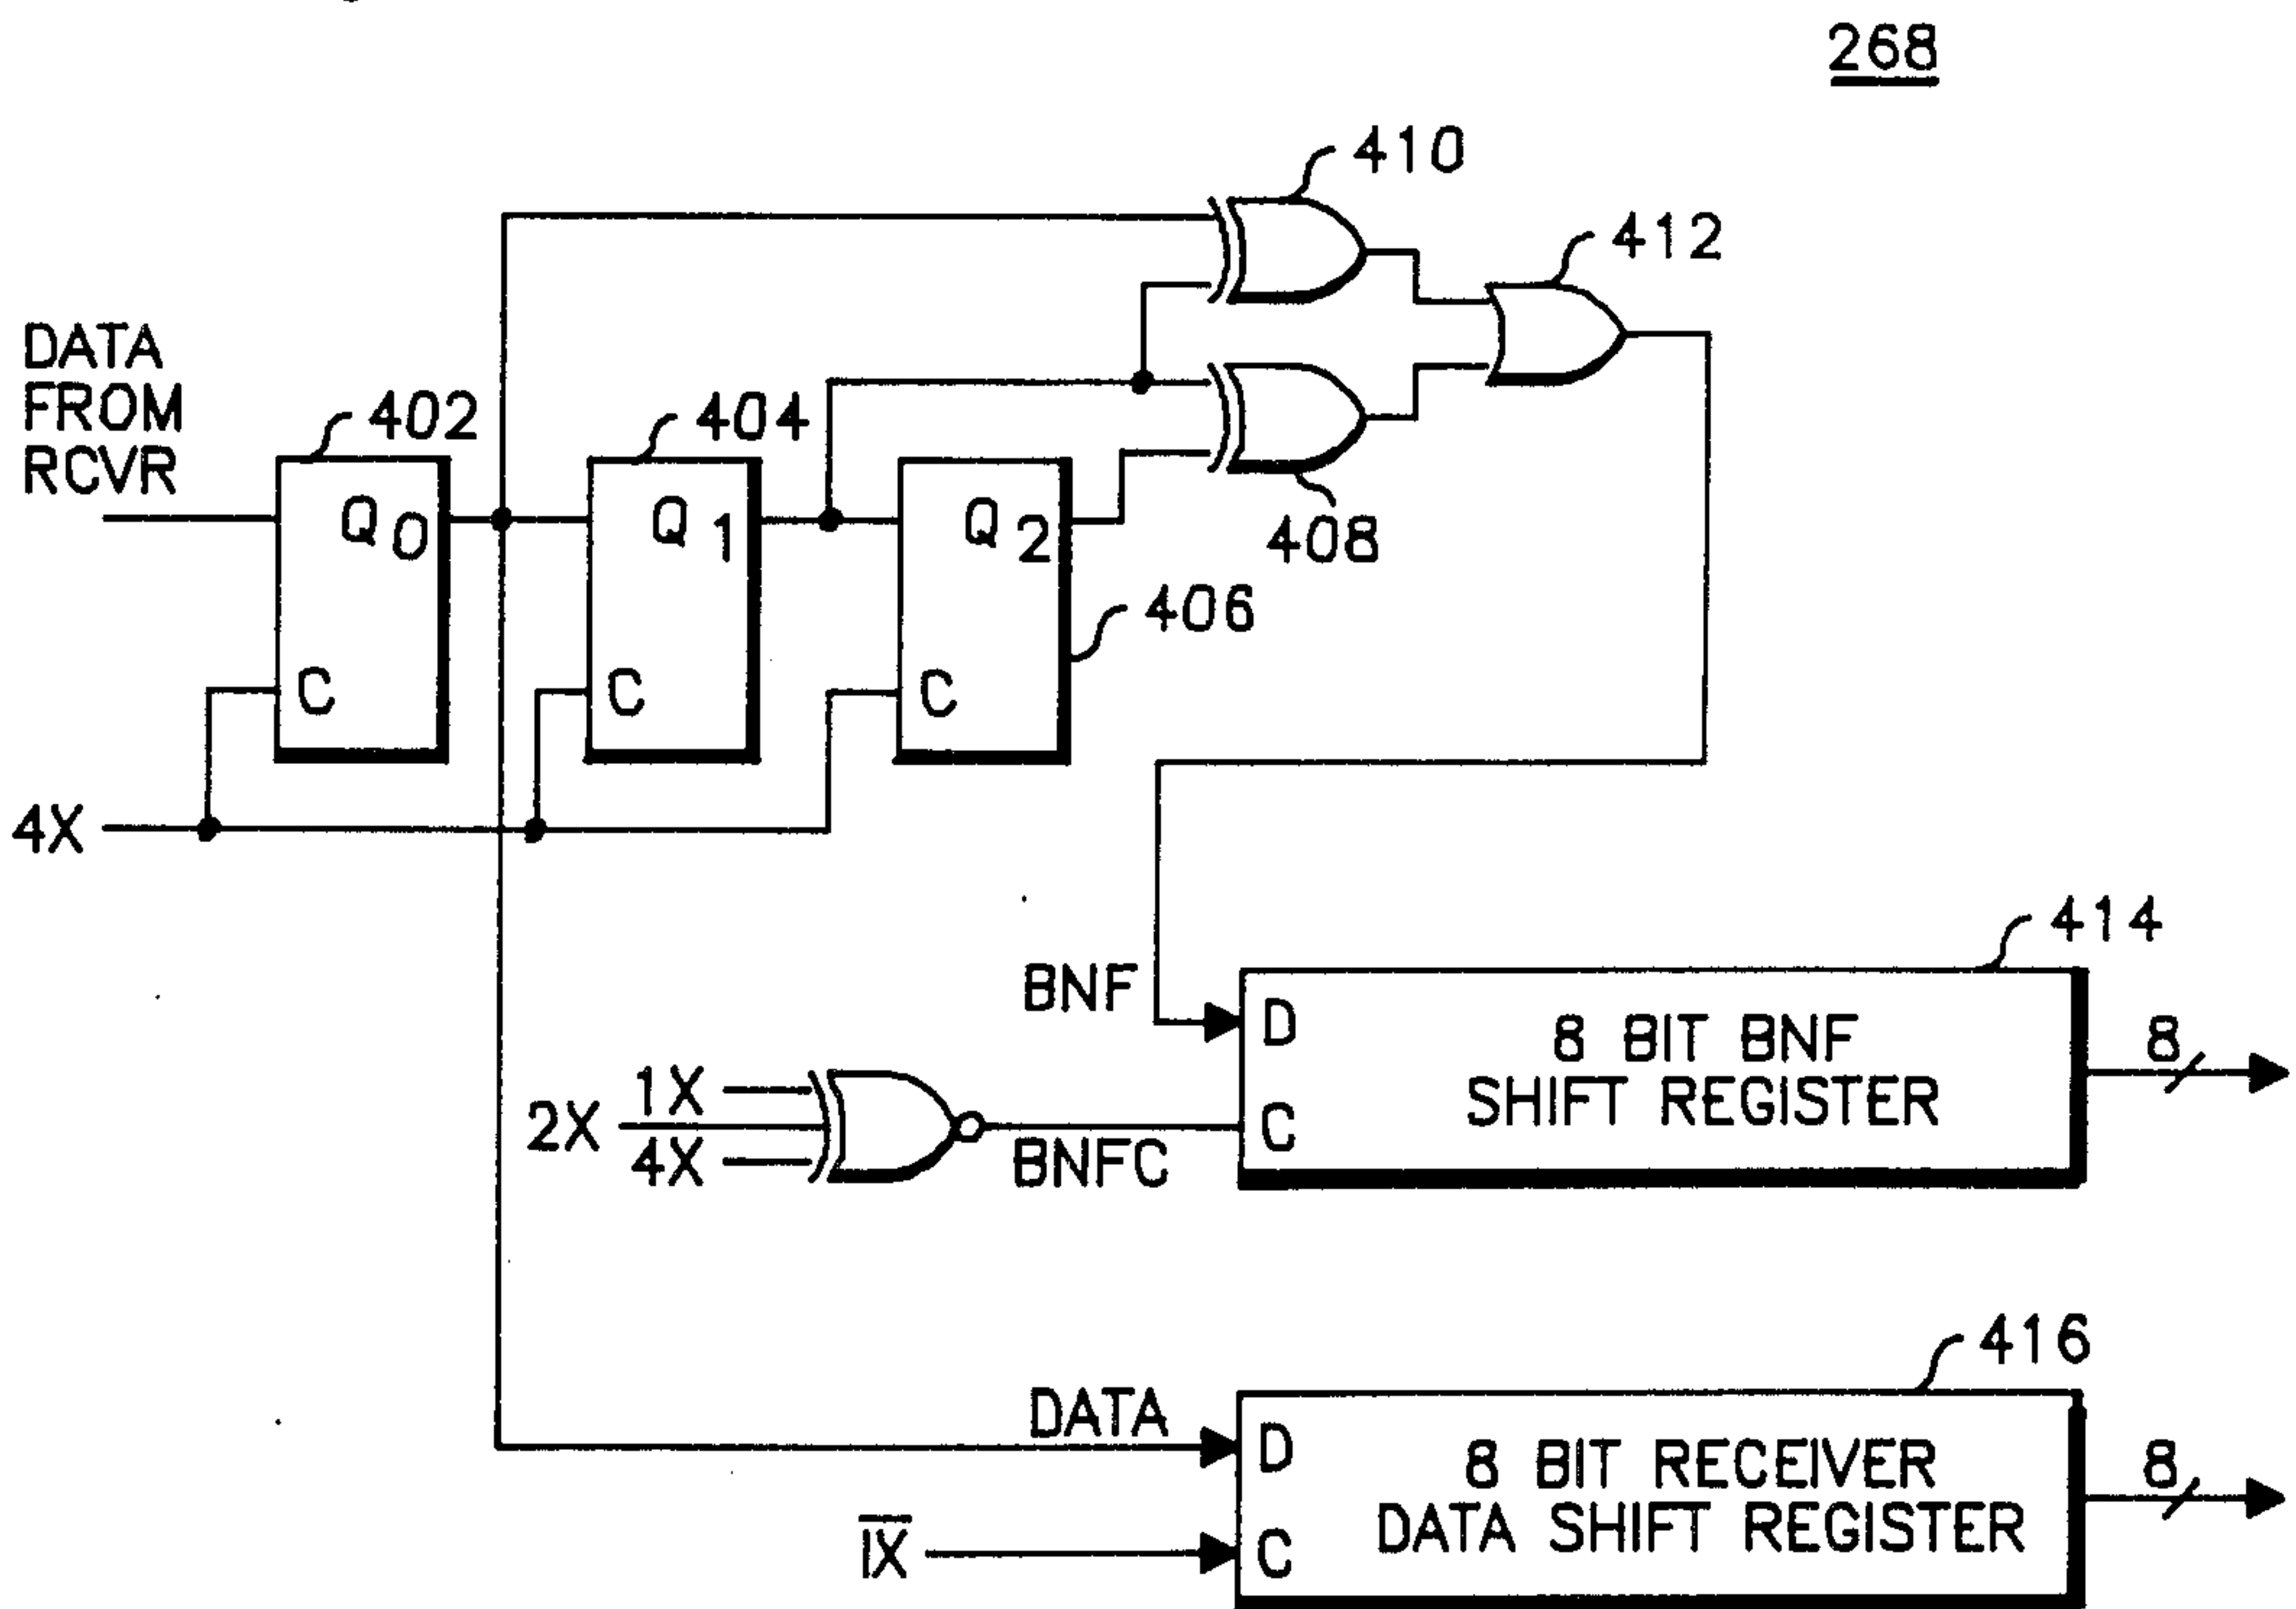 268
410
412
DATA
FROM
RCVR
402
404
Q0
Q1
Q2
408
406
C
C
C
4X
414
BNF
D
8 BIT BNF
SHIFT REGISTER
8
1X
2X
4X
BNFC
C
416
DATA
D
8 BIT RECEIVER
DATA SHIFT REGISTER
8
1X
C